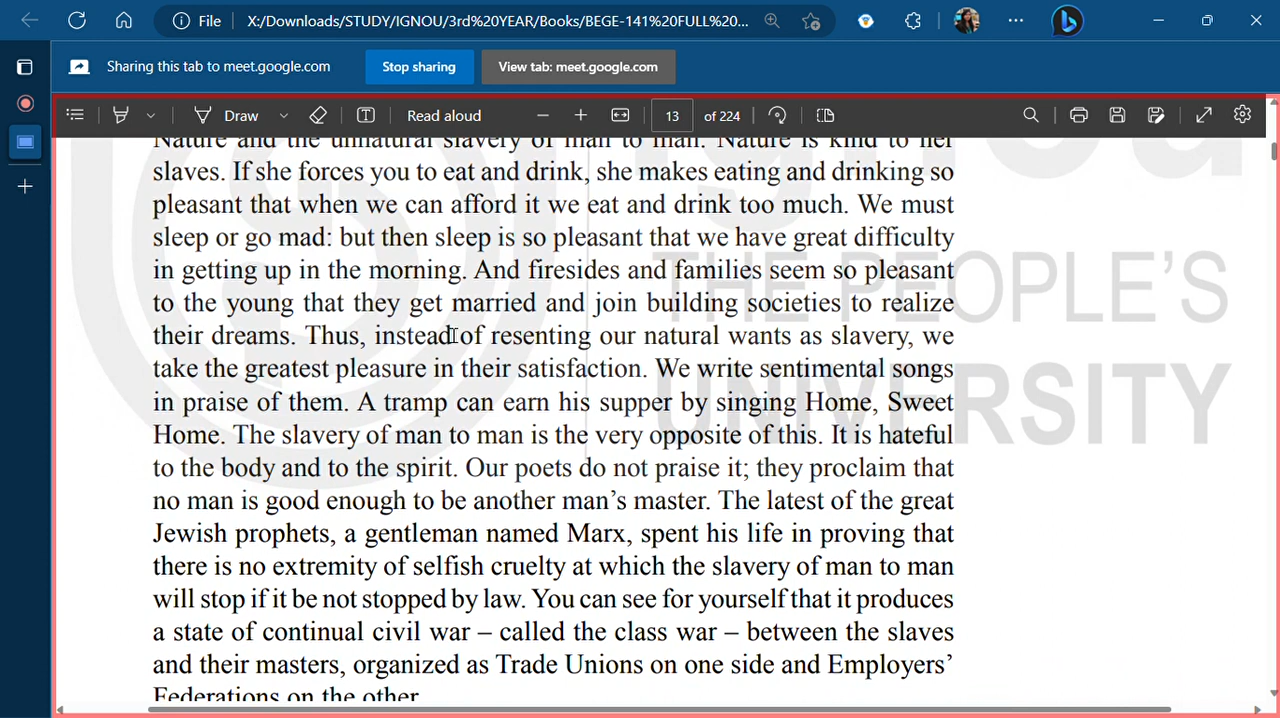 File
X:/Downloads/STUDY/IGNOU/3rd%20YEAR/Books/BEGE-141%20FULL%20...
Sharing this tab to meet.google.com
Stop sharing
View tab: meet.google.com
Draw
Read aloud
13
of 224
Nature and the unnatural slavery of man to man. Nature is kind to her
slaves. If she forces you to eat and drink, she makes eating and drinking so
pleasant that when we can afford it we eat and drink too much. We must
sleep or go mad: but then sleep is so pleasant that we have great difficulty
in getting up in the morning. And firesides and families seem so pleasant
to the young that they get married and join building societies to realize
their dreams. Thus, instead of resenting our natural wants as slavery, we
take the greatest pleasure in their satisfaction. We write sentimental songs
in praise of them. A tramp can earn his supper by singing Home, Sweet
Home. The slavery of man to man is the very opposite of this. It is hateful
to the body and to the spirit. Our poets do not praise it; they proclaim that
no man is good enough to be another man's master. The latest of the great
Jewish prophets, a gentleman named Marx, spent his life in proving that
there is no extremity of selfish cruelty at which the slavery of man to man
will stop if it be not stopped by law. You can see for yourself that it produces
a state of continual civil war – called the class war – between the slaves
and their masters, organized as Trade Unions on one side and Employers'
Federations on the other
ignou
THE PEOPLE'S
UNIVERSITY